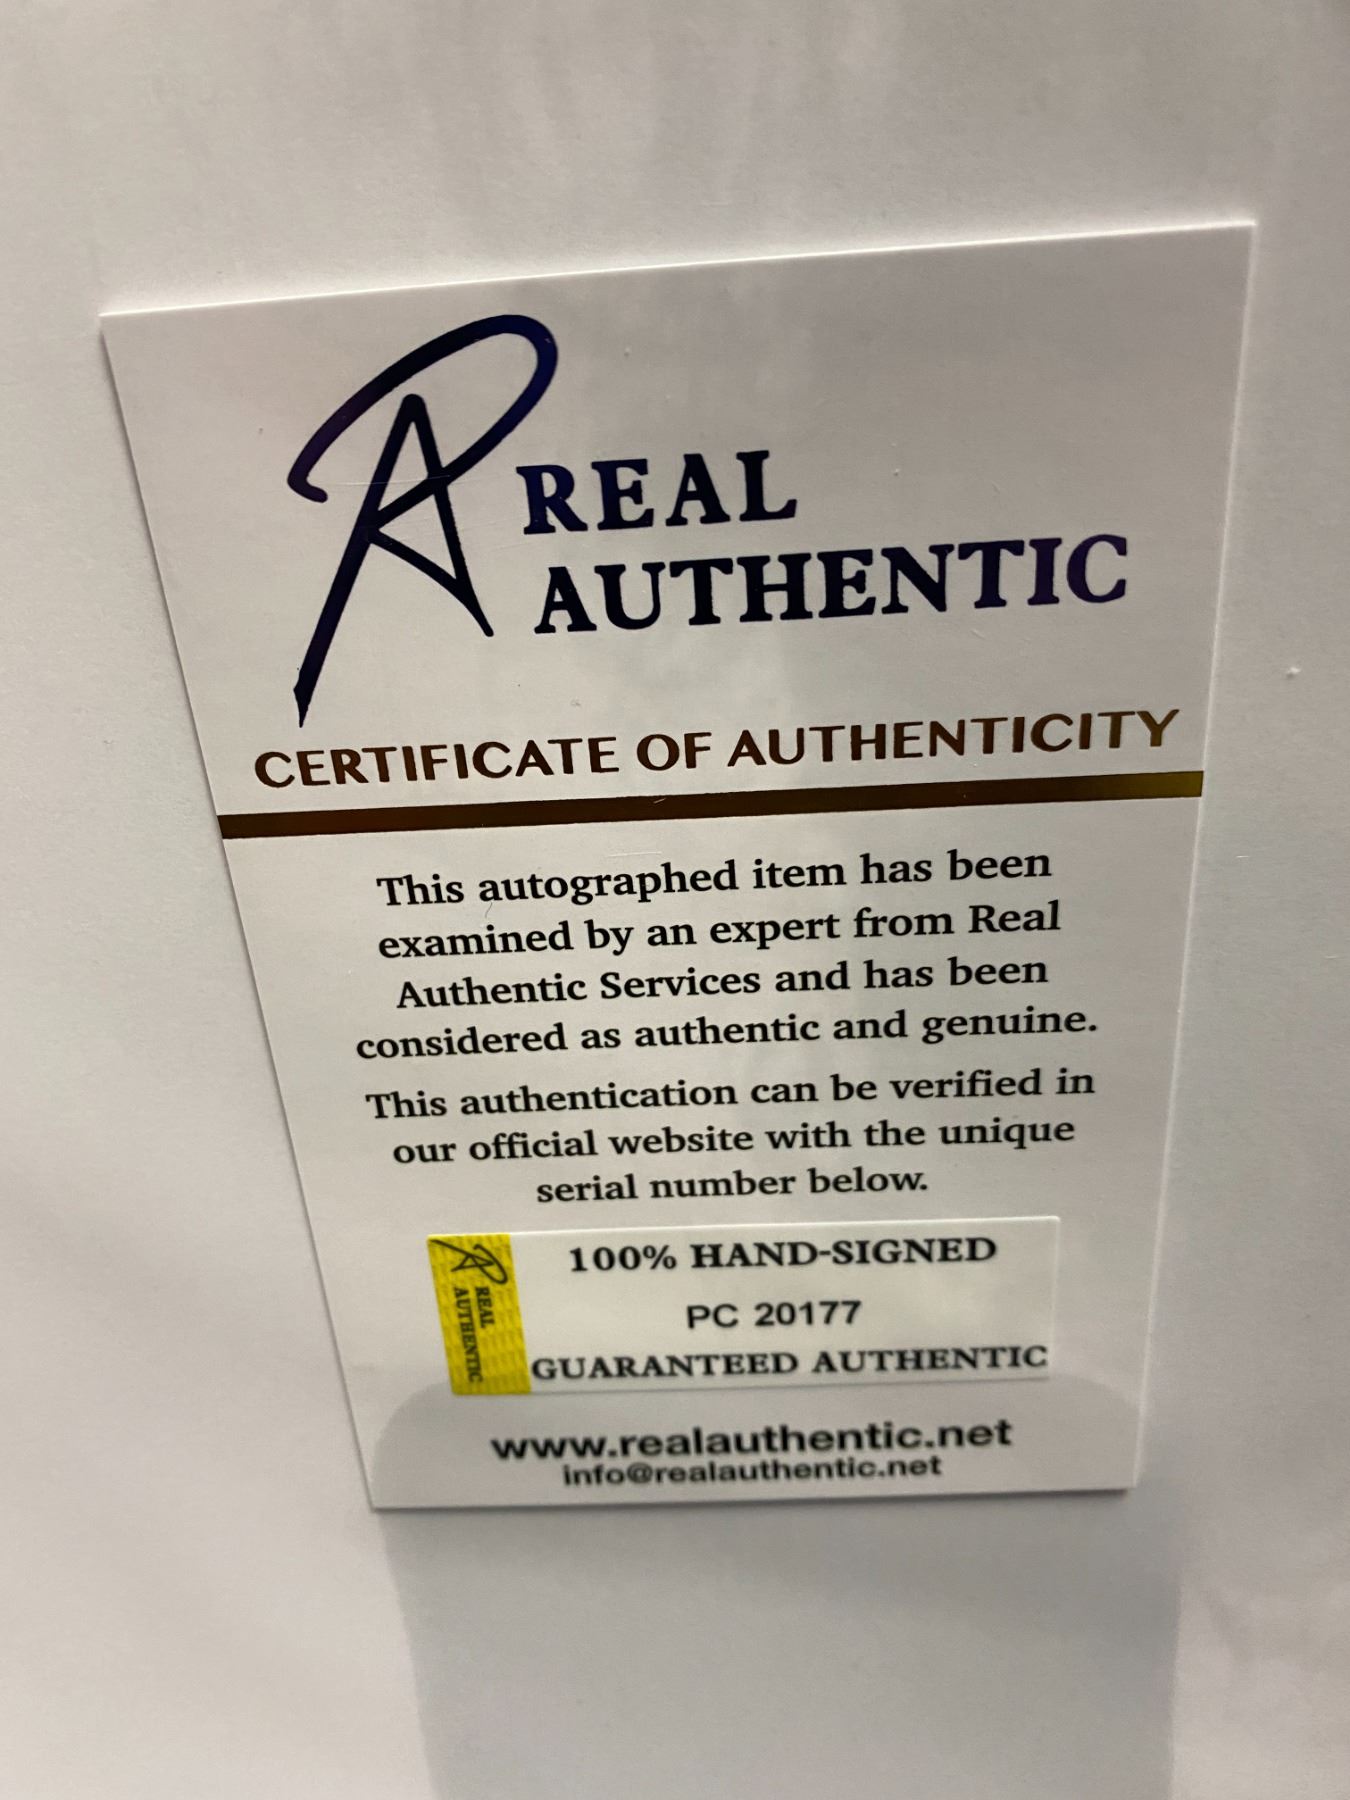 REAL
AUTHENTIC
CERTIFICATE OF AUTHENTICITY
This autographed item has been
examined by an expert from Real
Authentic Services and has been
considered as authentic and genuine.
This authentication can be verified in
our official website with the unique
serial number below.
REAL
AUTHENTIC
100% HAND-SIGNED
PC 20177
GUARANTEED AUTHENTIC
www.realauthentic.net
info@realauthentic.net